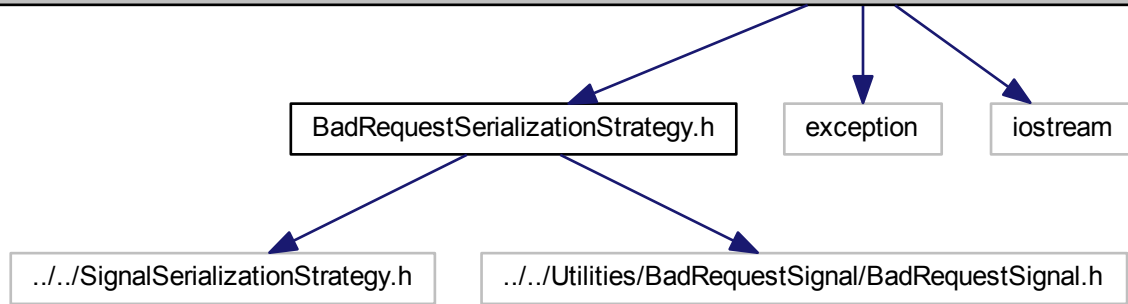 BadRequestSerializationStrategy.h
exception
iostream
../../SignalSerializationStrategy.h
../../Utilities/BadRequestSignal/BadRequestSignal.h